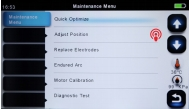 16:53
Maintenance Menu
Maintenance
Menu
Quick Optimize
Adjust Position
Replace Electrodes
Endured Arc
Motor Calibration
Diagnostic Test